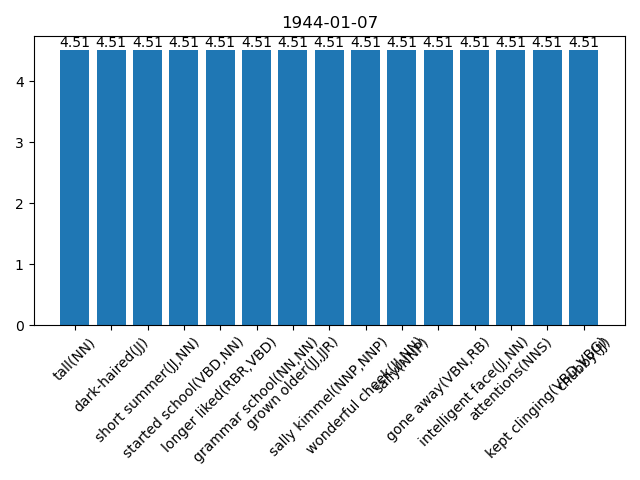 1944-01-07
4.51 4.51 4.51 4.51 4.51 4.51 4.51 4.51 4.51 4.51 4.51 4.51 4.51 4.51 4.51
4
3
2
1
0
tall(NN)
dark-haired(JJ)
short summer(JJ,NN)
started school(VBD,NN)
longer liked(RBR,VBD)
grammar school(NN,NN)
grown older(JJ,JJR)
sally kimmel(NNP,NNP)
wonderful cheek(JJ,NN)
sally(NNP)
gone away(VBN,RB)
intelligent face(JJ,NN)
attentions(NNS)
kept clinging(VBD,VBG)
chubby(JJ)